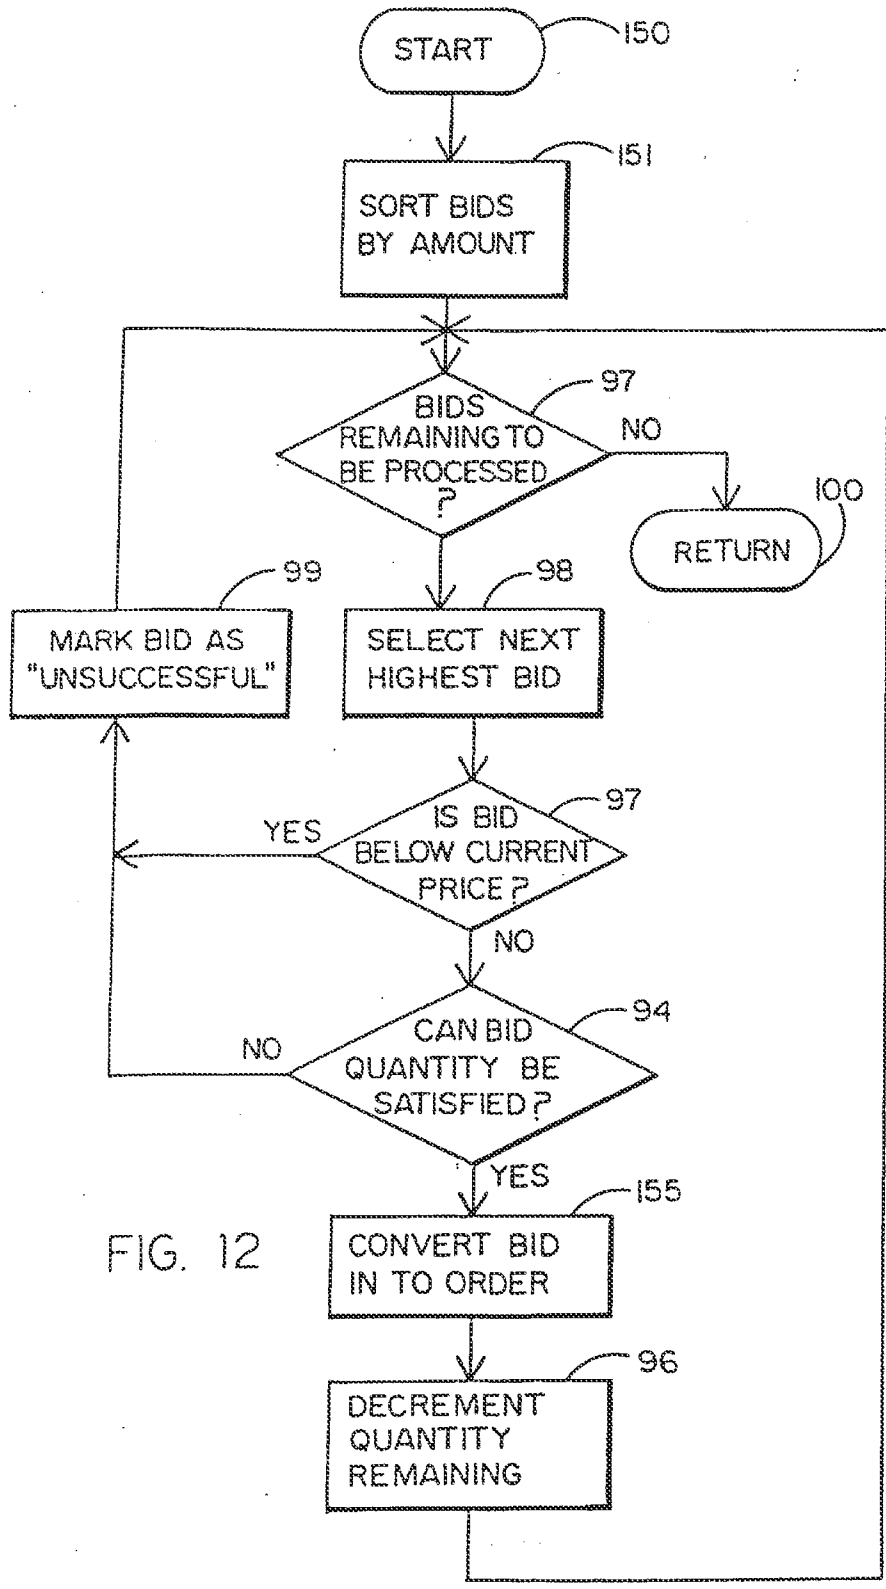 START
150
151
SORT BIDS
BY AMOUNT
97
BIDS
REMAINING TO
BE PROCESSED
?
NO
100
RETURN
99
MARK BID AS
"UNSUCCESSFUL"
98
SELECT NEXT
HIGHEST BID
97
YES
IS BID
BELOW CURRENT
PRICE?
NO
94
NO
CAN BID
QUANTITY BE
SATISFIED?
YES
155
CONVERT BID
IN TO ORDER
FIG. 12
96
DECREMENT
QUANTITY
REMAINING